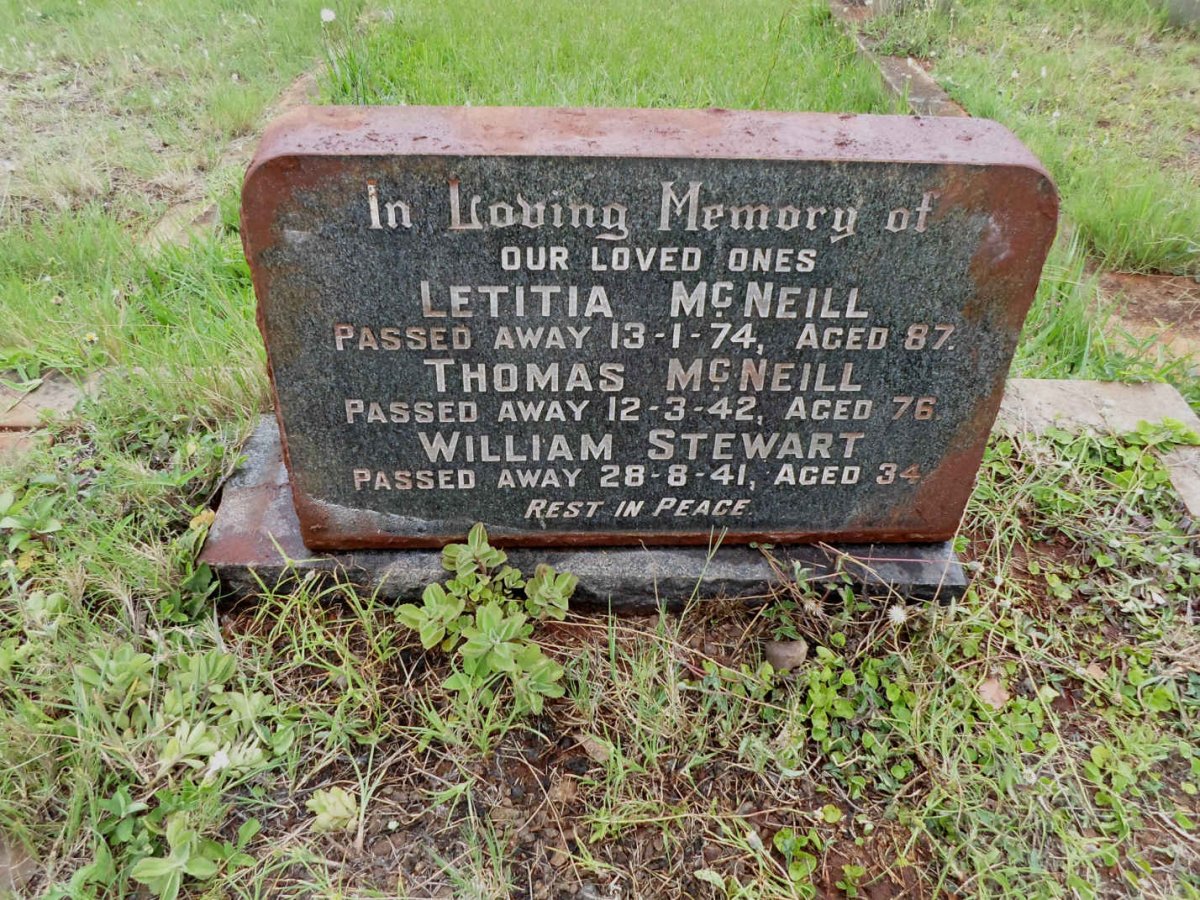 In Loving Memory of
OUR LOVED ONES
LETITIA McNEILL
PASSED AWAY 13-1-74, AGED 87.
THOMAS McNEILL
PASSED AWAY 12-3-42, AGED 76
WILLIAM STEWART
PASSED AWAY 28-8-41, AGED 34
REST IN PEACE.